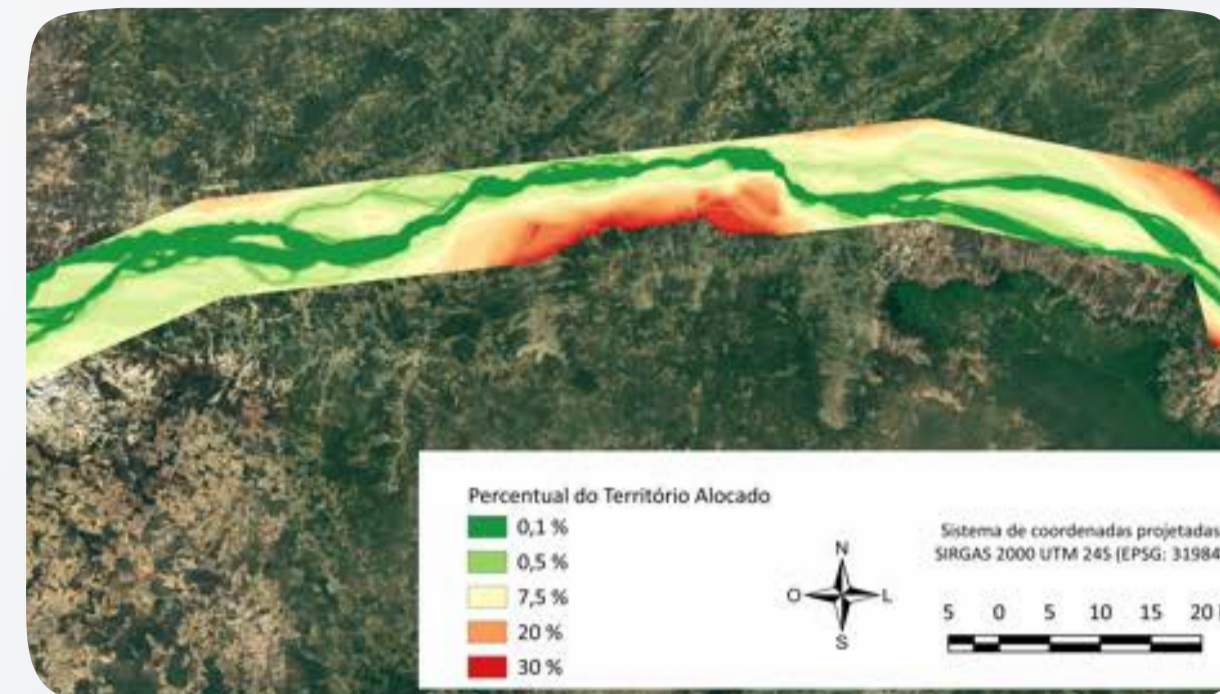 Percentual do Território Alocado
0,1 %
0,5 %
7,5 %
20 %
30 %
N
O L
S
Sistema de coordenadas projetadas
SIRGAS 2000 UTM 24S (EPSG: 31984
5 0 5 10 15 20